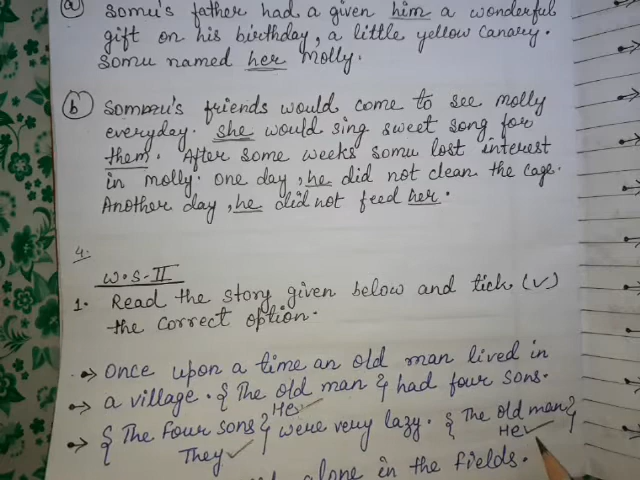 (a) Somu's father had a given him a wonderful
gift on his birthday, a little yellow canary.
Somu named her Molly.
(b) Somu's friends would come to see molly
everyday. she would sing sweet song for
them. After some weeks somu lost interest
in molly. one day, he did not clean the cage.
Another day, he did not feed her.
4.
W.S-II
1. Read the story given below and tick (✓)
the correct option.
→ Once upon a time an old man lived in
→ a village. { The old man } had four sons.
He ✓
→ { The four sons } were very lazy. { The old man }
They ✓ He ✓
alone in the fields.